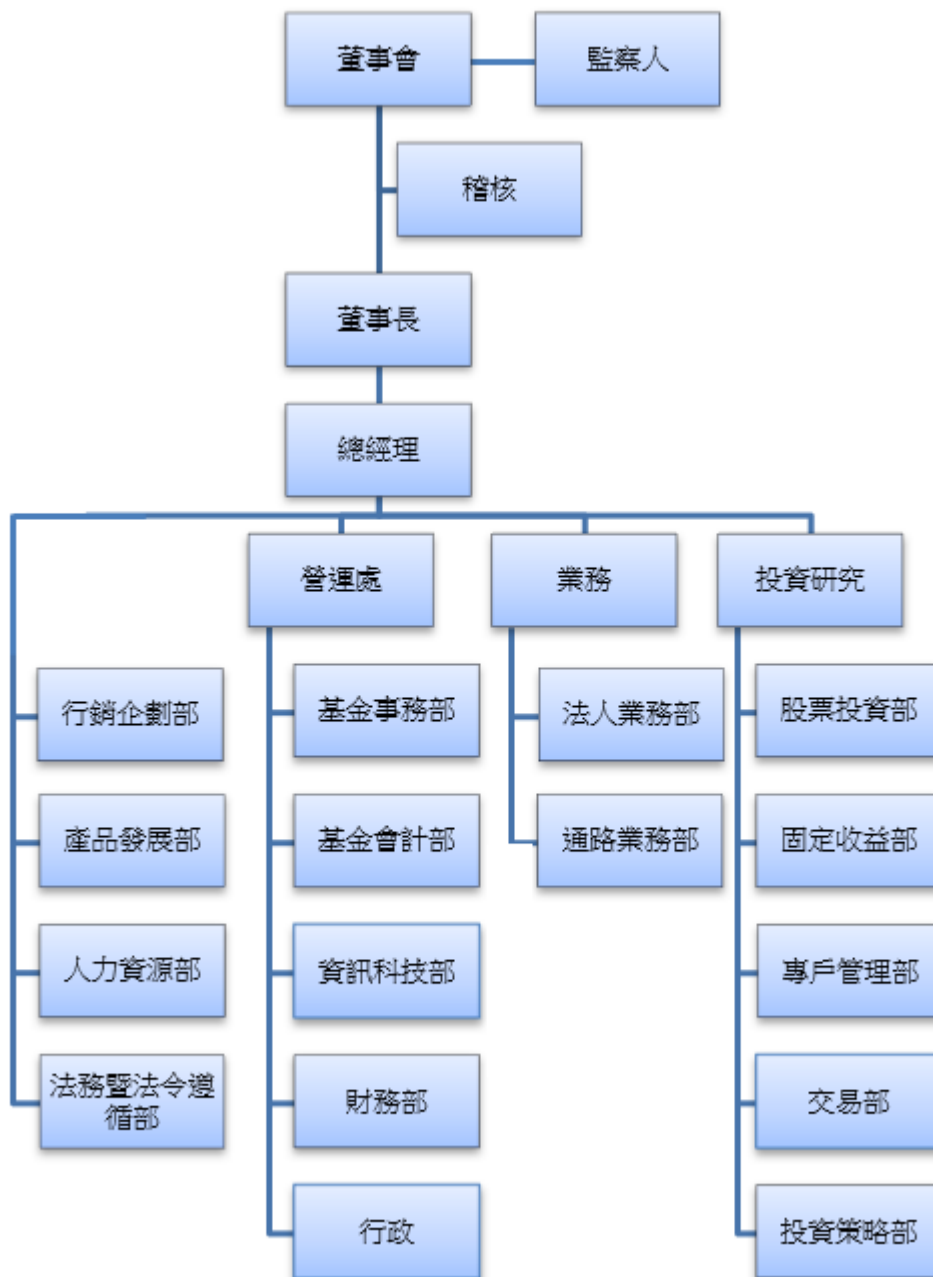 董事會
監察人
稽核
董事長
總經理
營運處
業務
投資研究
行銷企劃部
基金事務部
法人業務部
股票投資部
產品發展部
基金會計部
通路業務部
固定收益部
人力資源部
資訊科技部
專戶管理部
法務暨法令遵
循部
財務部
交易部
行政
投資策略部